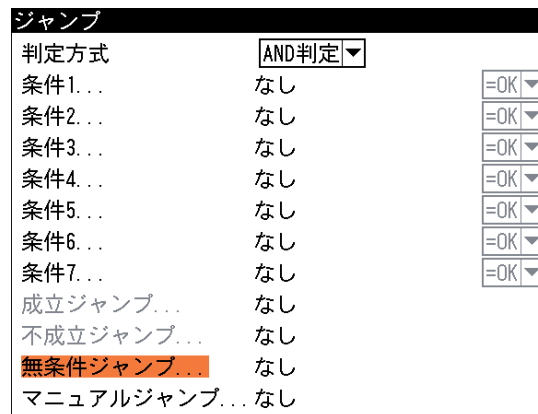 ジャンプ
判定方式 AND判定▼
条件1... なし =OK▼
条件2... なし =OK▼
条件3... なし =OK▼
条件4... なし =OK▼
条件5... なし =OK▼
条件6... なし =OK▼
条件7... なし =OK▼
成立ジャンプ... なし
不成立ジャンプ... なし
無条件ジャンプ... なし
マニュアルジャンプ...なし